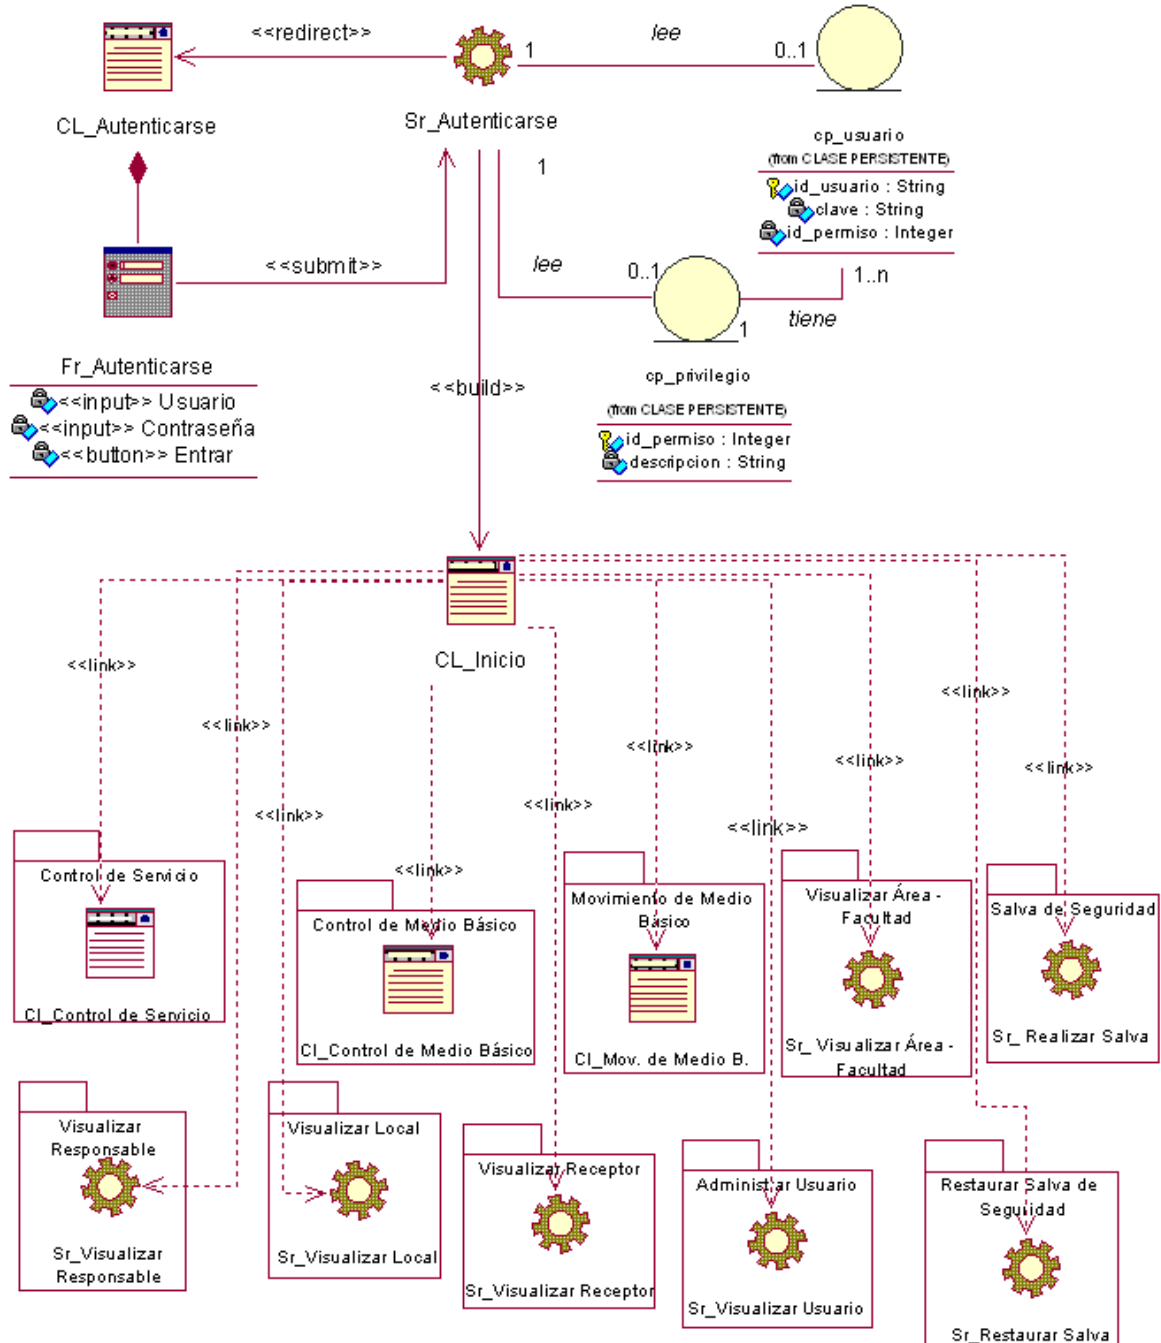 <<redirect>>
lee
1
0..1
CL_Autenticarse
Sr_Autenticarse
cp_usuario
(from CLASE PERSISTENTE)
id_usuario : String
clave : String
id_permiso : Integer
1
<<submit>>
lee
0..1
1..n
1
tiene
Fr_Autenticarse
<<input>> Usuario
<<input>> Contraseña
<<button>> Entrar
<<build>>
cp_privilegio
(from CLASE PERSISTENTE)
id_permiso : Integer
descripcion : String
CL_Inicio
<<link>>
<<link>>
<<link>>
<<link>>
<<link>>
<<link>>
<<link>>
<<link>>
<<link>>
<<link>>
Control de Servicio
Cl_Control de Servicio
Control de Medio Básico
Cl_Control de Medio Básico
Movimiento de Medio
Básico
Cl_Mov. de Medio B.
Visualizar Área -
Facultad
Sr_ Visualizar Área -
Facultad
Salva de Seguridad
Sr_ Realizar Salva
Visualizar
Responsable
Sr_Visualizar
Responsable
Visualizar Local
Sr_Visualizar Local
Visualizar Receptor
Sr_Visualizar Receptor
Administrar Usuario
Sr_Visualizar Usuario
Restaurar Salva de
Seguridad
Sr_Restaurar Salva